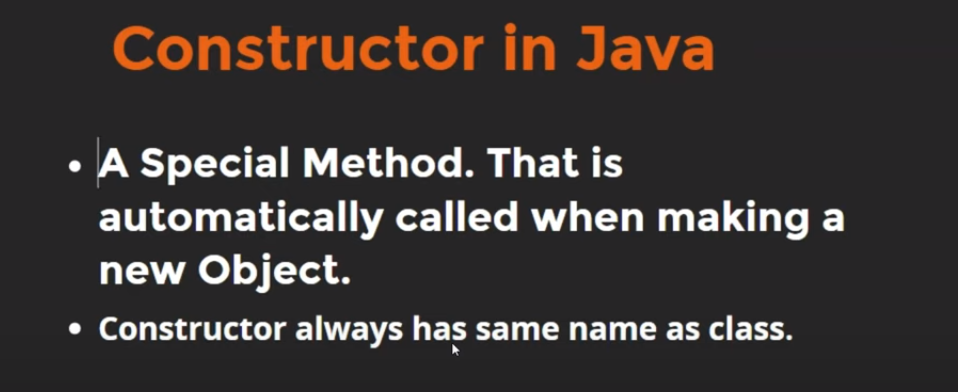 Constructor in Java
• A Special Method. That is
automatically called when making a
new Object.
• Constructor always has same name as class.